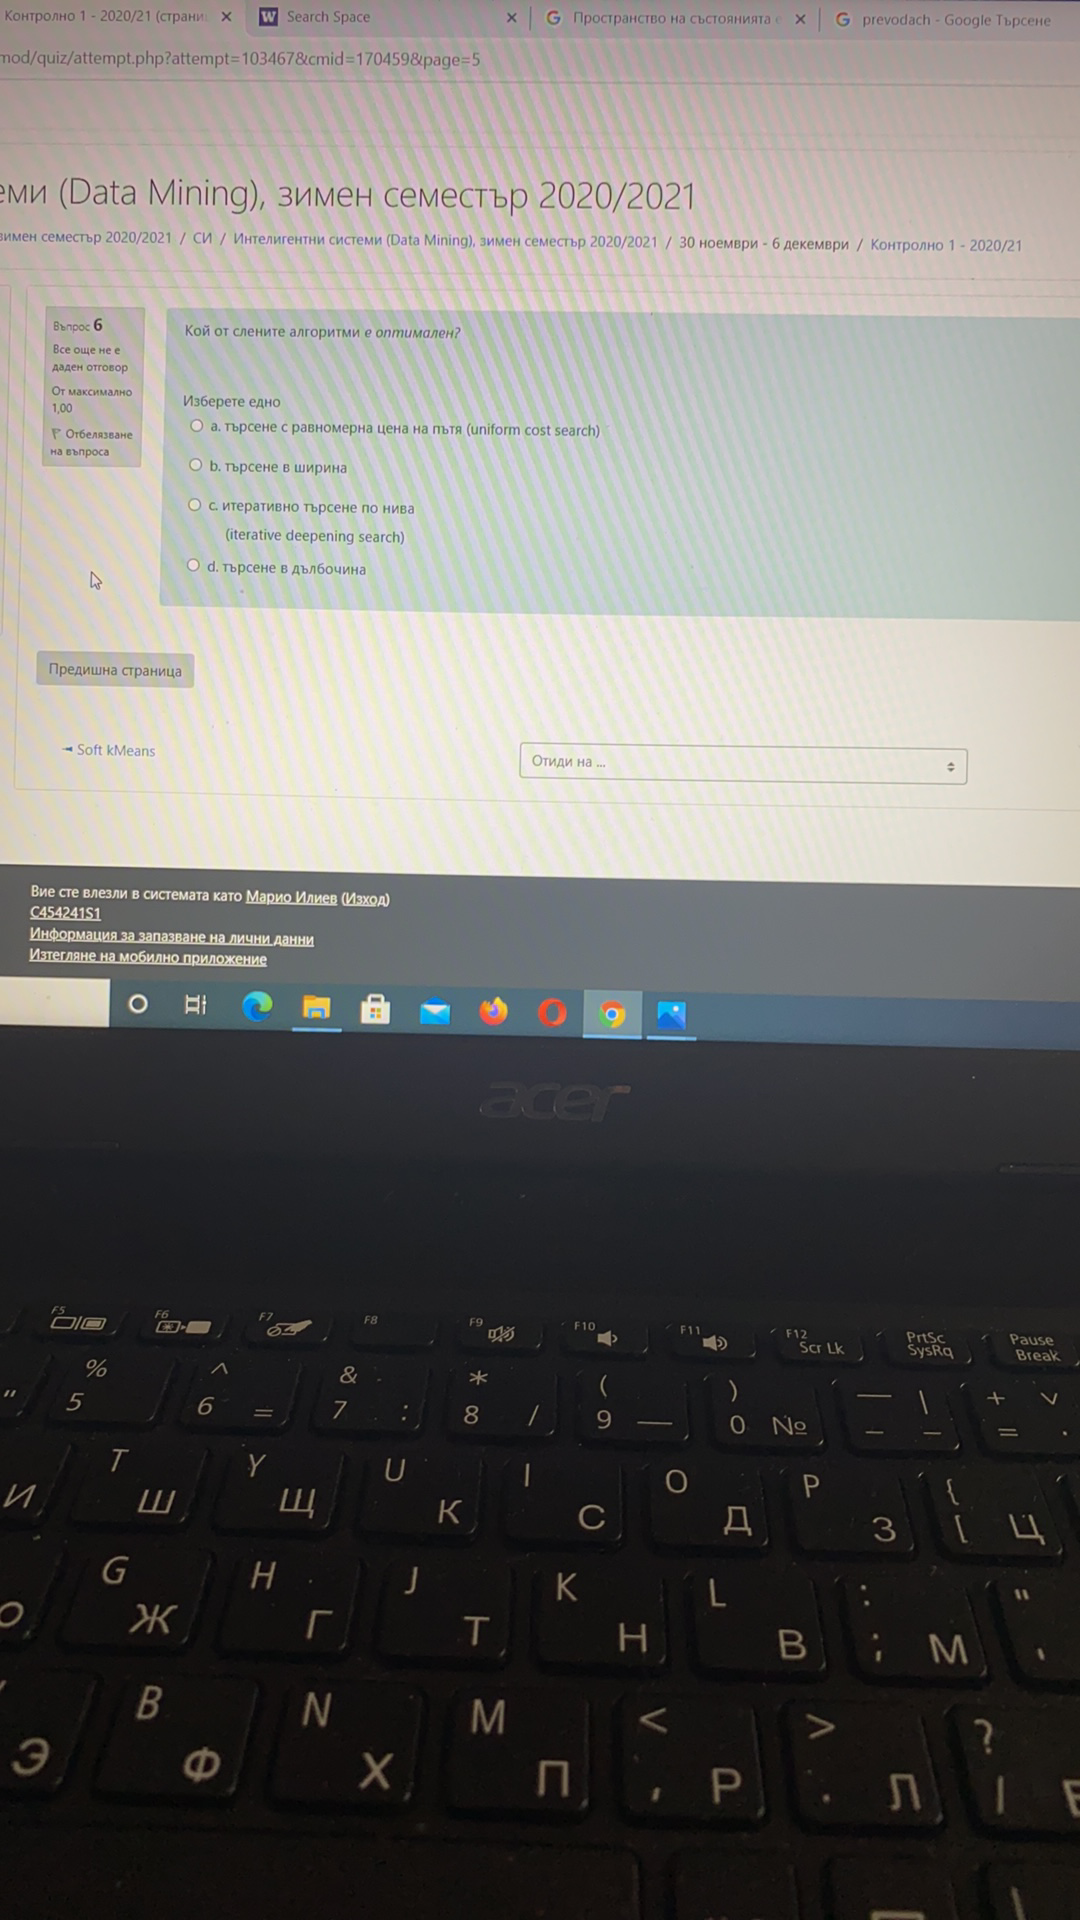 Контролно 1 - 2020/21 (страни
Search Space
Пространство на състоянията
prevodach - Google Търсене
mod/quiz/attempt.php?attempt=103467&cmid=170459&page=5
еми (Data Mining), зимен семестър 2020/2021
зимен семестър 2020/2021 / СИ / Интелигентни системи (Data Mining), зимен семестър 2020/2021 / 30 ноември - 6 декември / Контролно 1 - 2020/21
Въпрос 6
Все още не е
даден отговор
От максимално
1,00
Отбелязване
на въпроса
Кой от слените алгоритми е оптимален?
Изберете едно
a. търсене с равномерна цена на пътя (uniform cost search)
b. търсене в ширина
c. итеративно търсене по нива
(iterative deepening search)
d. търсене в дълбочина
Предишна страница
Soft kMeans
Отиди на ...
Вие сте влезли в системата като Марио Илиев (Изход)
C454241S1
Информация за запазване на лични данни
Изтегляне на мобилно приложение
acer
F5 F6 F7 F8 F9 F10 F11 F12 Scr Lk PrtSc SysRq Pause Break
" % 5 ^ 6 = & 7 : * 8 / ( 9 — ) 0 № — _ | _ + = V .
И T Ш Y Щ U К I С O Д P З { [ Ц
О G Ж H Г J Т K Н L В : ; М " '
Э B Ф N Х M П < , Р > . Л ? /